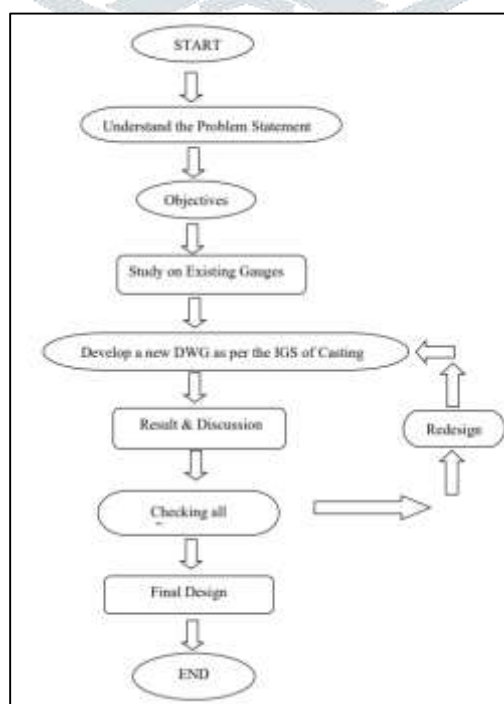 START
Understand the Problem Statement
Objectives
Study on Existing Gauges
Develop a new DWG as per the IGS of Casting
Result & Discussion
Redesign
Checking all
Final Design
END